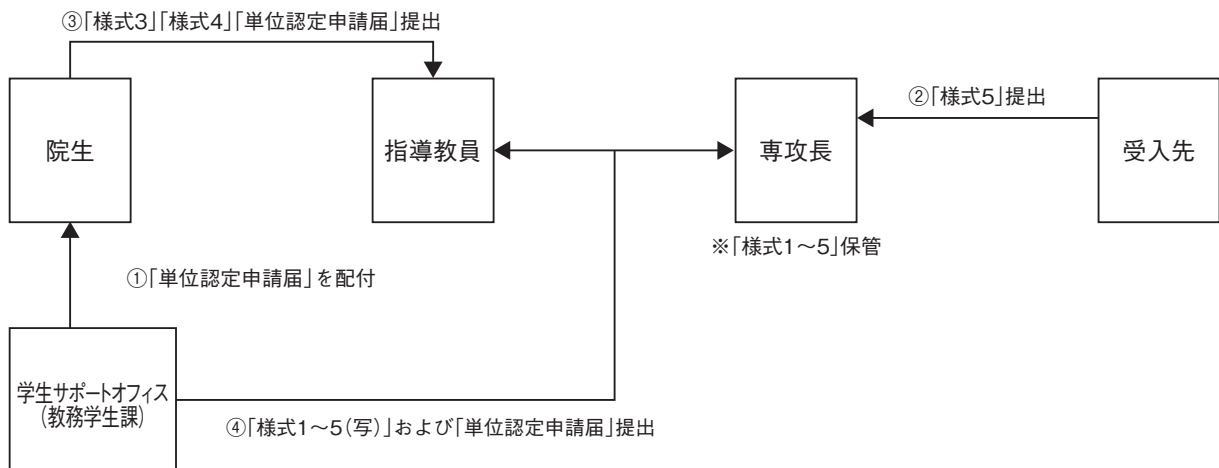 ③「様式3」「様式4」「単位認定申請届」提出
②「様式5」提出
院生
指導教員
専攻長
受入先
※「様式1～5」保管
①「単位認定申請届」を配付
学生サポートオフィス
(教務学生課)
④「様式1～5(写)」および「単位認定申請届」提出